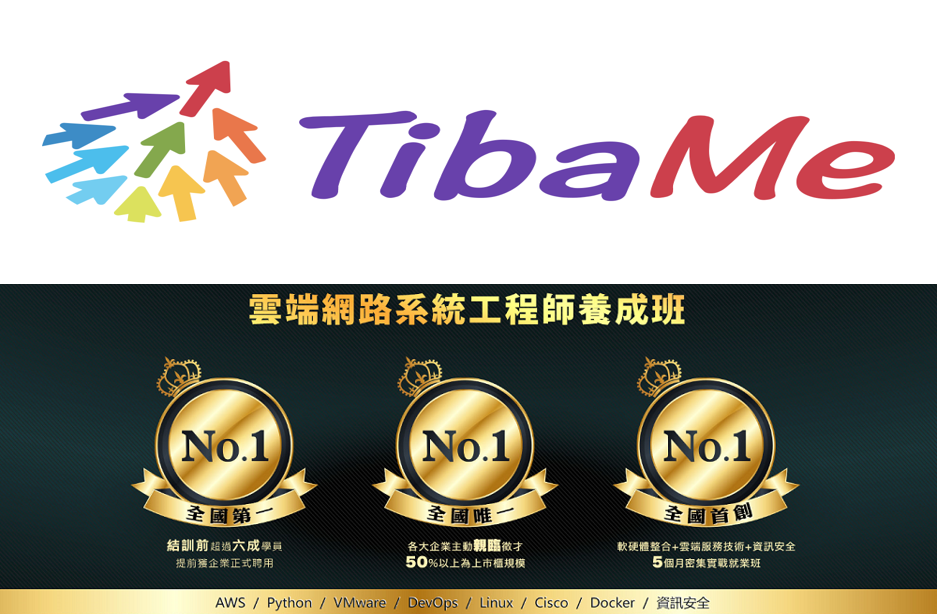 TibaMe
雲端網路系統工程師養成班
No.1
全國第一
結訓前超過六成學員
提前獲企業正式聘用
No.1
全國唯一
各大企業主動親臨徵才
50%以上為上市櫃規模
No.1
全國首創
軟硬體整合+雲端服務技術+資訊安全
5個月密集實戰就業班
AWS / Python / VMware / DevOps / Linux / Cisco / Docker / 資訊安全